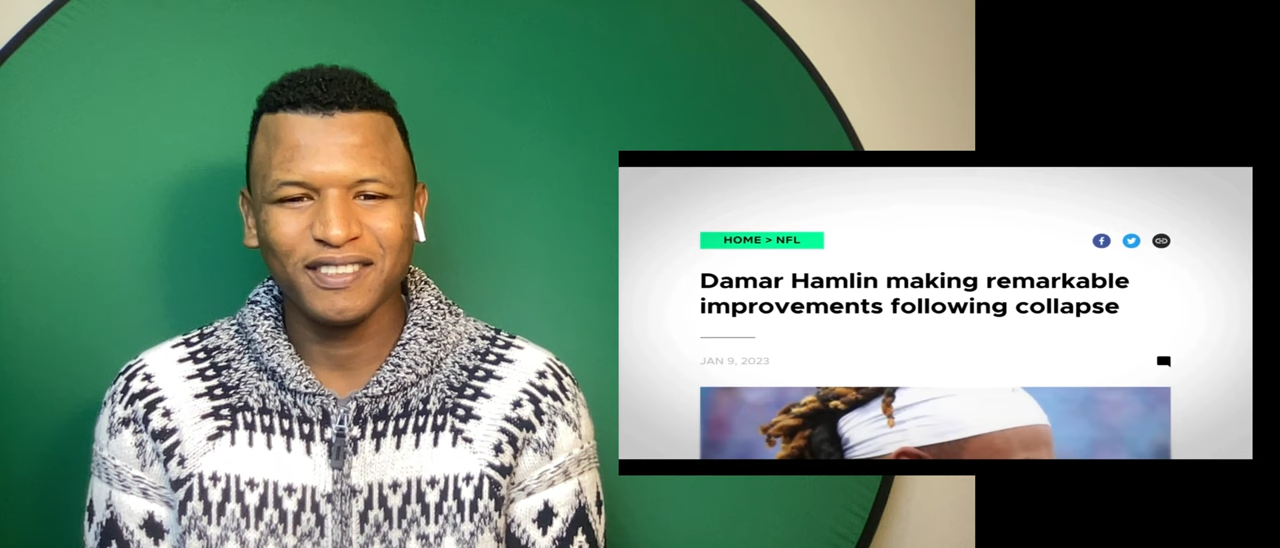 HOME > NFL
Damar Hamlin making remarkable
improvements following collapse
JAN 9, 2023